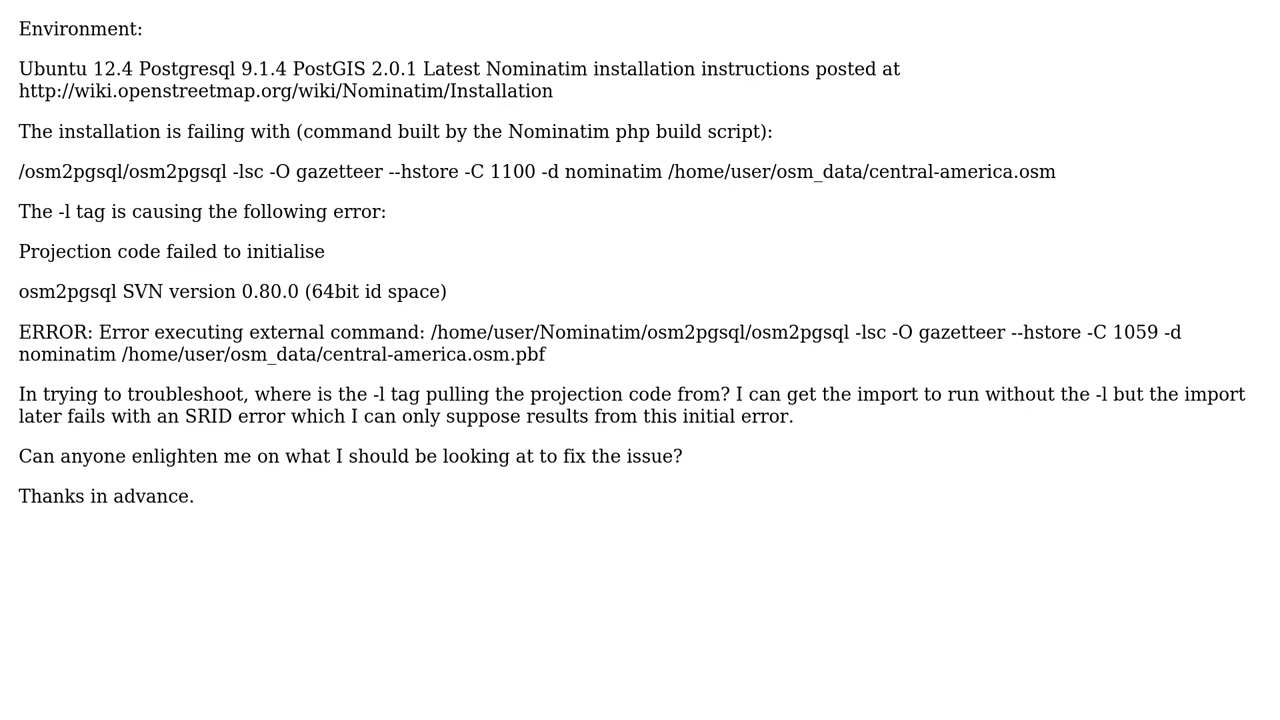 Environment:
Ubuntu 12.4 Postgresql 9.1.4 PostGIS 2.0.1 Latest Nominatim installation instructions posted at
http://wiki.openstreetmap.org/wiki/Nominatim/Installation
The installation is failing with (command built by the Nominatim php build script):
/osm2pgsql/osm2pgsql -lsc -O gazetteer --hstore -C 1100 -d nominatim /home/user/osm_data/central-america.osm
The -l tag is causing the following error:
Projection code failed to initialise
osm2pgsql SVN version 0.80.0 (64bit id space)
ERROR: Error executing external command: /home/user/Nominatim/osm2pgsql/osm2pgsql -lsc -O gazetteer --hstore -C 1059 -d
nominatim /home/user/osm_data/central-america.osm.pbf
In trying to troubleshoot, where is the -l tag pulling the projection code from? I can get the import to run without the -l but the import
later fails with an SRID error which I can only suppose results from this initial error.
Can anyone enlighten me on what I should be looking at to fix the issue?
Thanks in advance.